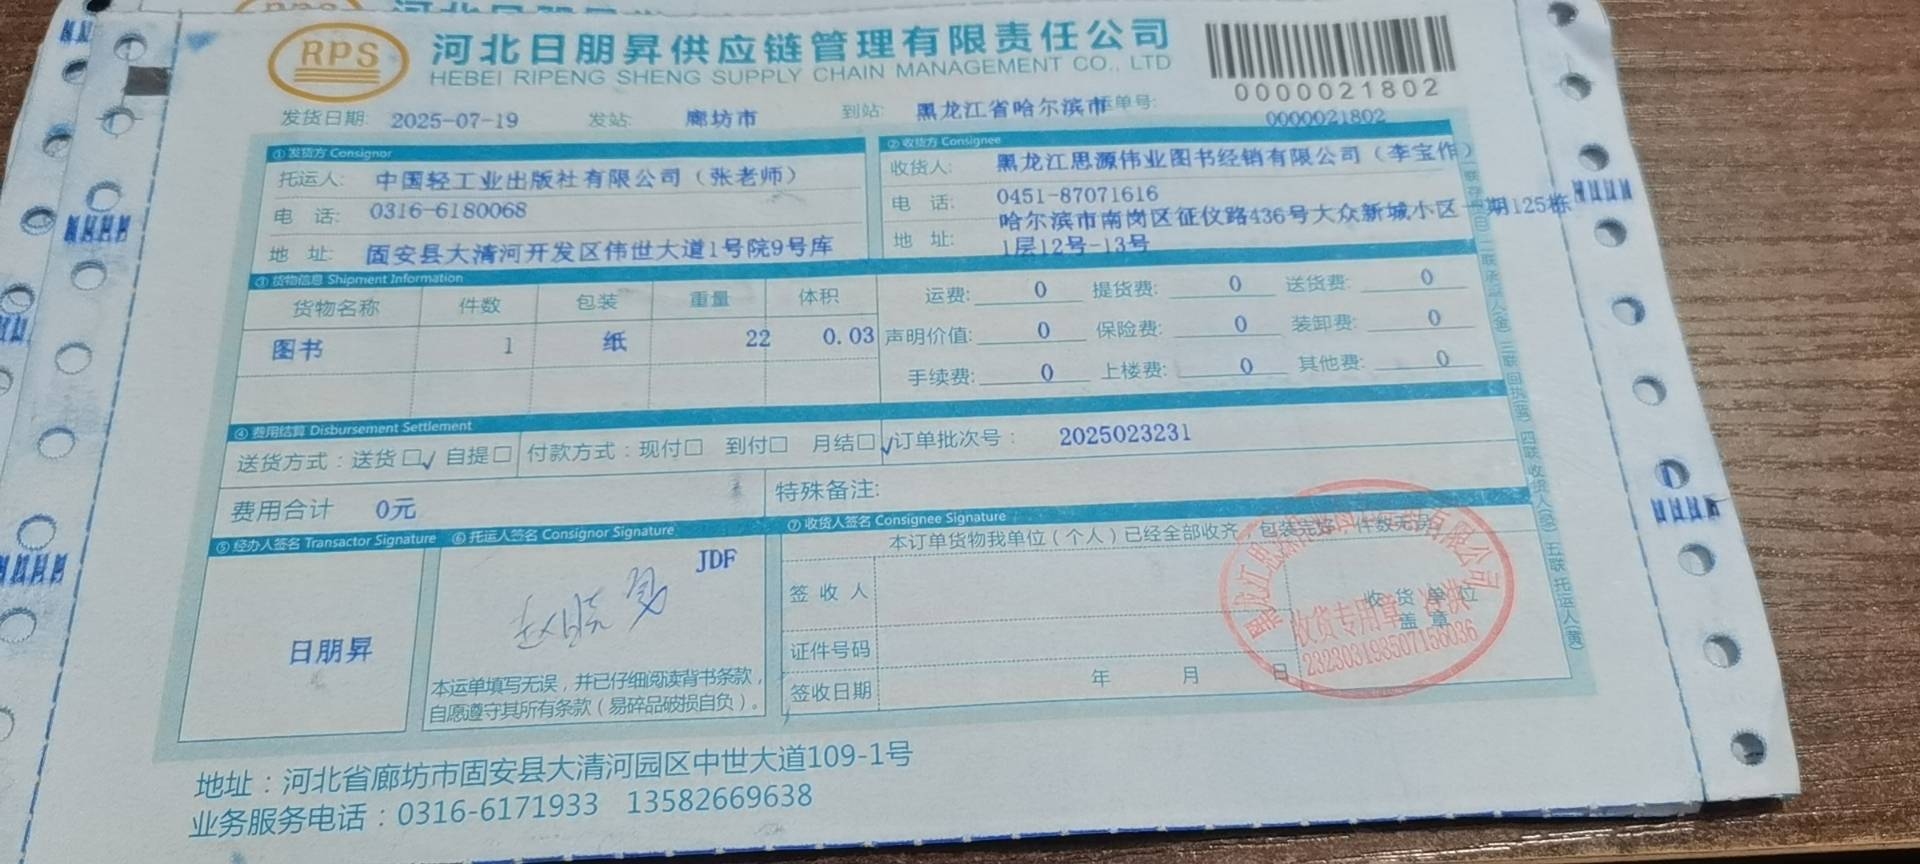 RPS
河北日朋昇供应链管理有限责任公司
HEBEI RIPENG SHENG SUPPLY CHAIN MANAGEMENT CO., LTD
0000021802
发货日期: 2025-07-19 发站: 廊坊市 到站: 黑龙江省哈尔滨市 运单号: 0000021802
①发货方 Consignor
托运人: 中国轻工业出版社有限公司（张老师）
电 话: 0316-6180068
地 址: 固安县大清河开发区伟世大道1号院9号库
②收货方 Consignee
收货人: 黑龙江思源伟业图书经销有限公司（李宝作）
电 话: 0451-87071616
地 址: 哈尔滨市南岗区征仪路436号大众新城小区一期125栋
1层12号-13号
③货物信息 Shipment Information
货物名称 件数 包装 重量 体积
图书 1 纸 22 0.03
运费: 0 提货费: 0 送货费: 0
声明价值: 0 保险费: 0 装卸费: 0
手续费: 0 上楼费: 0 其他费: 0
④费用结算 Disbursement Settlement
送货方式：送货□√ 自提□ 付款方式：现付□ 到付□ 月结□√ 订单批次号： 2025023231
费用合计 0元 特殊备注:
⑤经办人签名 Transactor Signature
日朋昇
⑥托运人签名 Consignor Signature
JDF
本运单填写无误，并已仔细阅读背书条款，
自愿遵守其所有条款（易碎品破损自负）。
⑦收货人签名 Consignee Signature
本订单货物我单位（个人）已经全部收齐，包装完好，件数无误
签 收 人
收 货 单 位
盖 章
证件号码
签收日期 年 月 日
收货专用章
地址：河北省廊坊市固安县大清河园区中世大道109-1号
业务服务电话：0316-6171933 13582669638